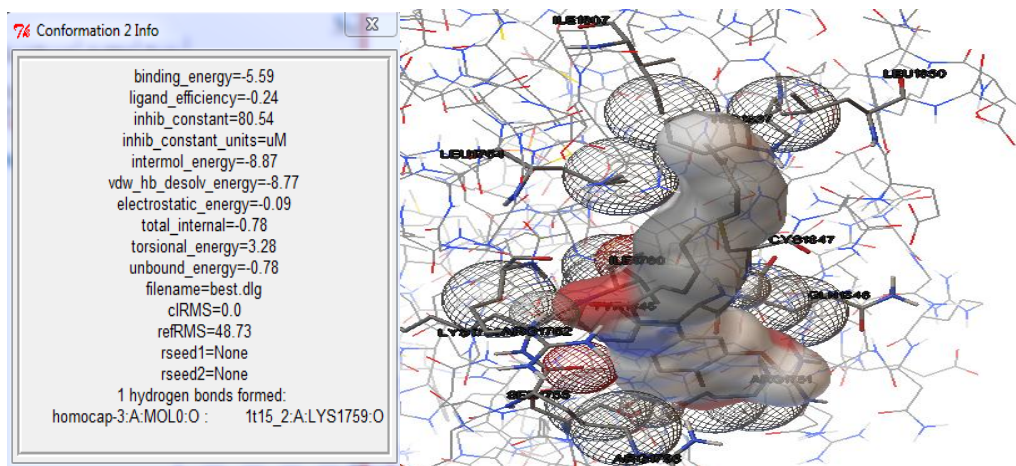 Conformation 2 Info
x
binding_energy=-5.59
ligand_efficiency=-0.24
inhib_constant=80.54
inhib_constant_units=uM
intermol_energy=-8.87
vdw_hb_desolv_energy=-8.77
electrostatic_energy=-0.09
total_internal=-0.78
torsional_energy=3.28
unbound_energy=-0.78
filename=best.dlg
clRMS=0.0
refRMS=48.73
rseed1=None
rseed2=None
1 hydrogen bonds formed:
homocap-3:A:MOL0:O : 1t15_2:A:LYS1759:O
LEU1850
CYS1847
GLN1846
ARG1762